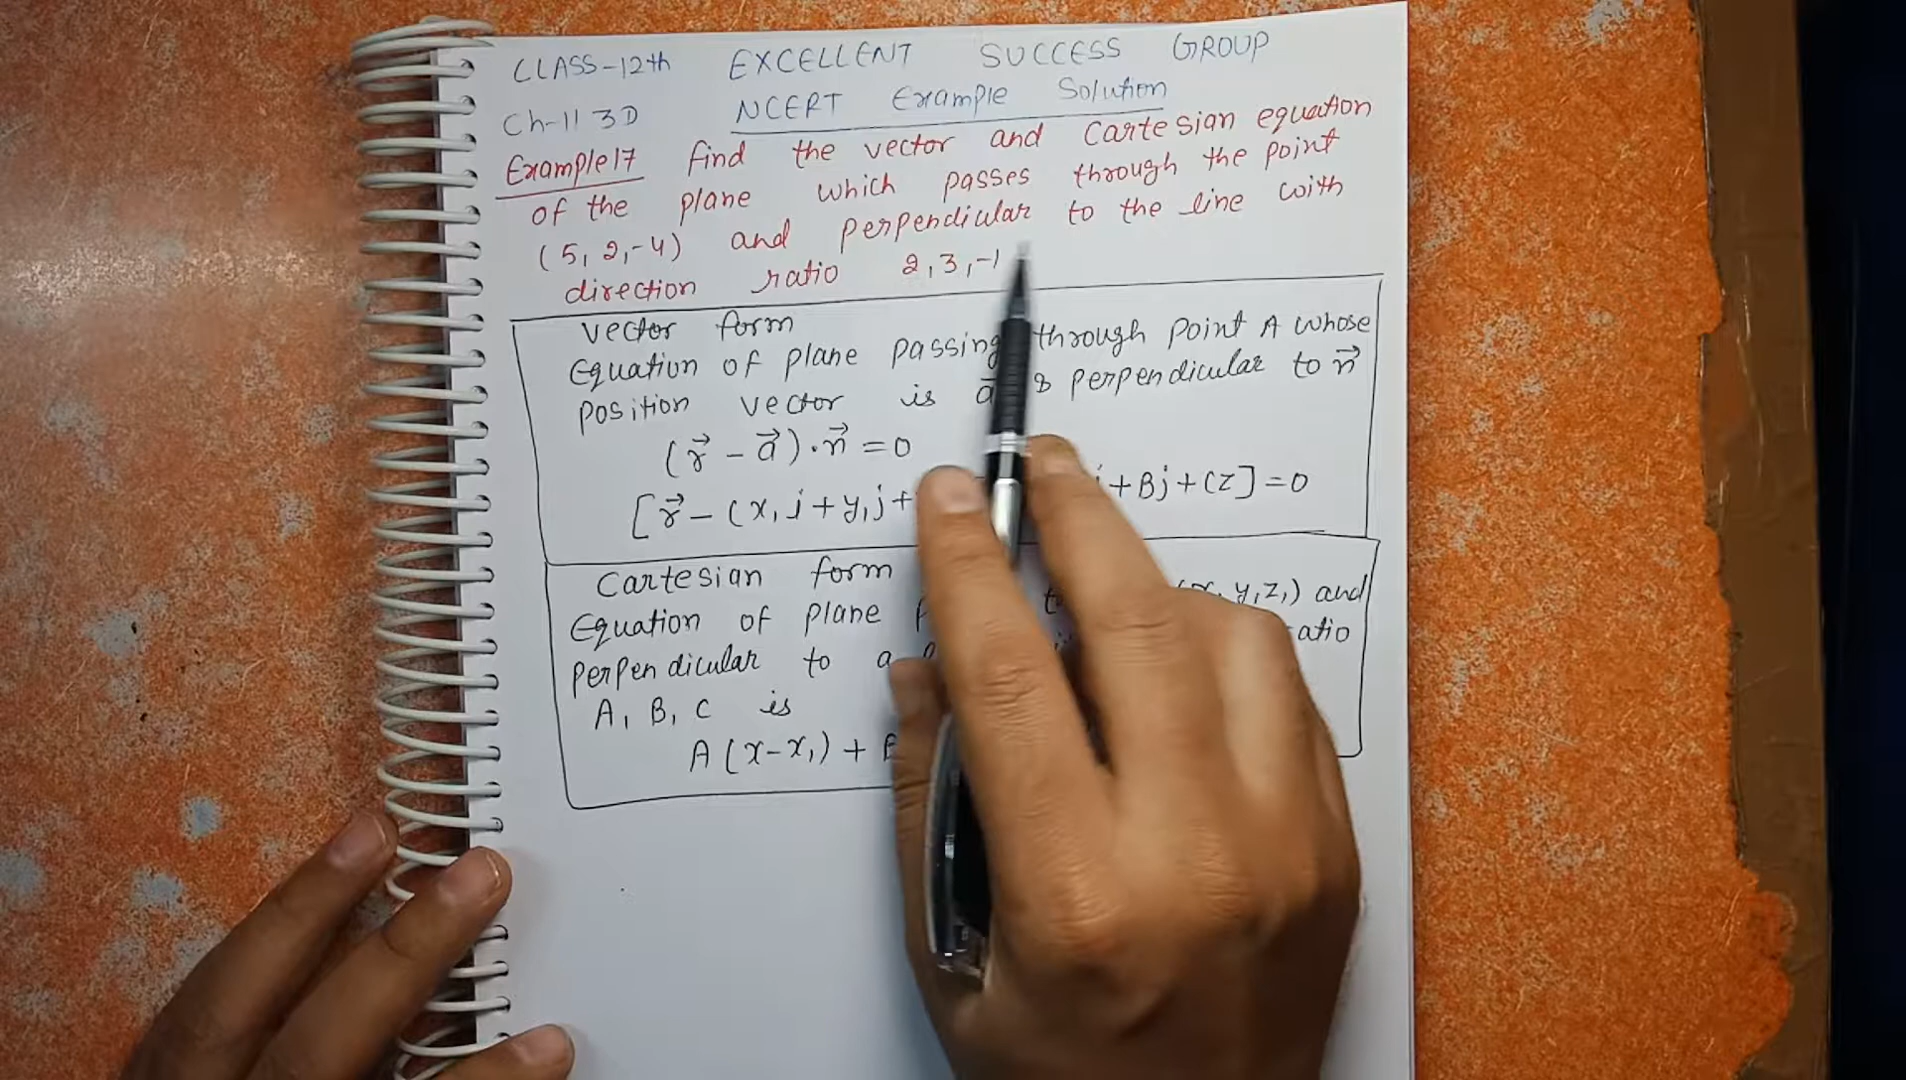 CLASS-12th EXCELLENT SUCCESS GROUP
Ch-11 3D NCERT Example Solution
Example 17 find the vector and Cartesian equation
of the plane which passes through the point
(5, 2, -4) and perpendicular to the line with
direction ratio 2, 3, -1
Vector form
Equation of plane passing through point A whose
position vector is a⃗ & perpendicular to n⃗
(r⃗ - a⃗)·n⃗ = 0
[r⃗ - (x₁i + y₁j + i + Bj + Cz] = 0
Cartesian form
Equation of plane y₁ z₁) and
perpendicular to a
A, B, C is
A(x-x₁) +